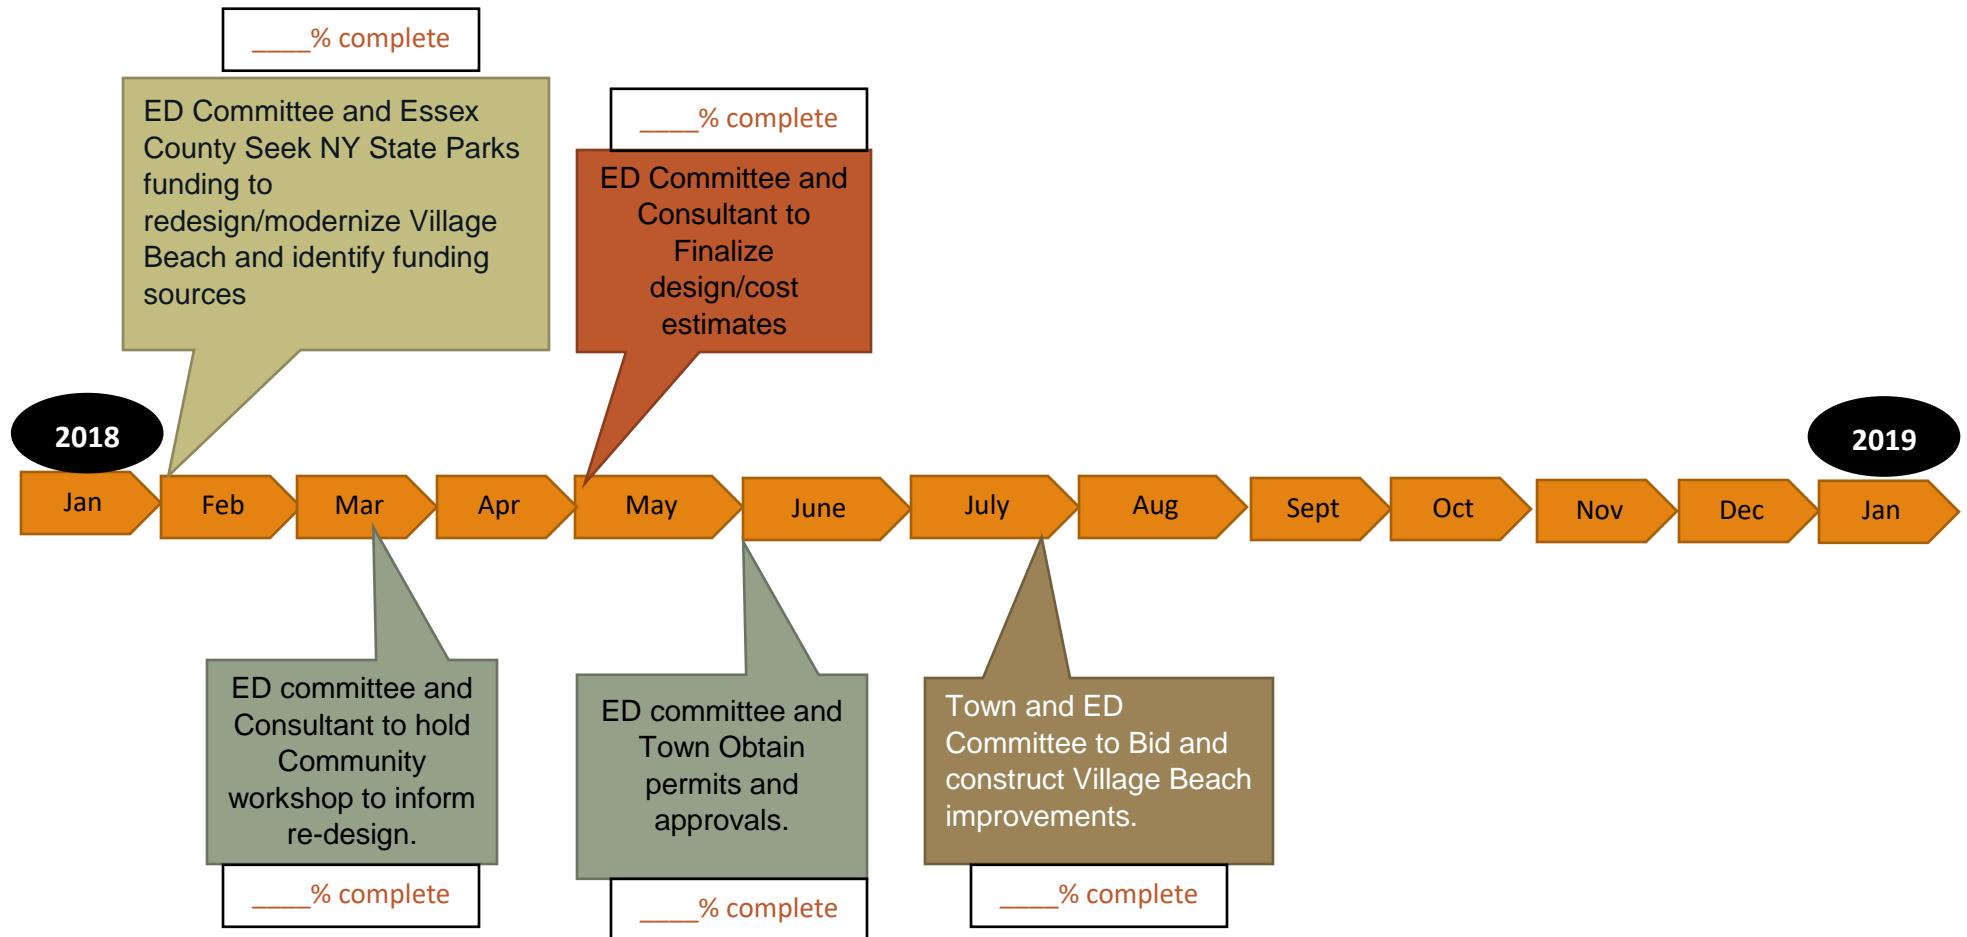 ____% complete
ED Committee and Essex
County Seek NY State Parks
funding to
redesign/modernize Village
Beach and identify funding
sources
____% complete
ED Committee and
Consultant to
Finalize
design/cost
estimates
2018
2019
Jan
Feb
Mar
Apr
May
June
July
Aug
Sept
Oct
Nov
Dec
Jan
ED committee and
Consultant to hold
Community
workshop to inform
re-design.
____% complete
ED committee and
Town Obtain
permits and
approvals.
____% complete
Town and ED
Committee to Bid and
construct Village Beach
improvements.
____% complete